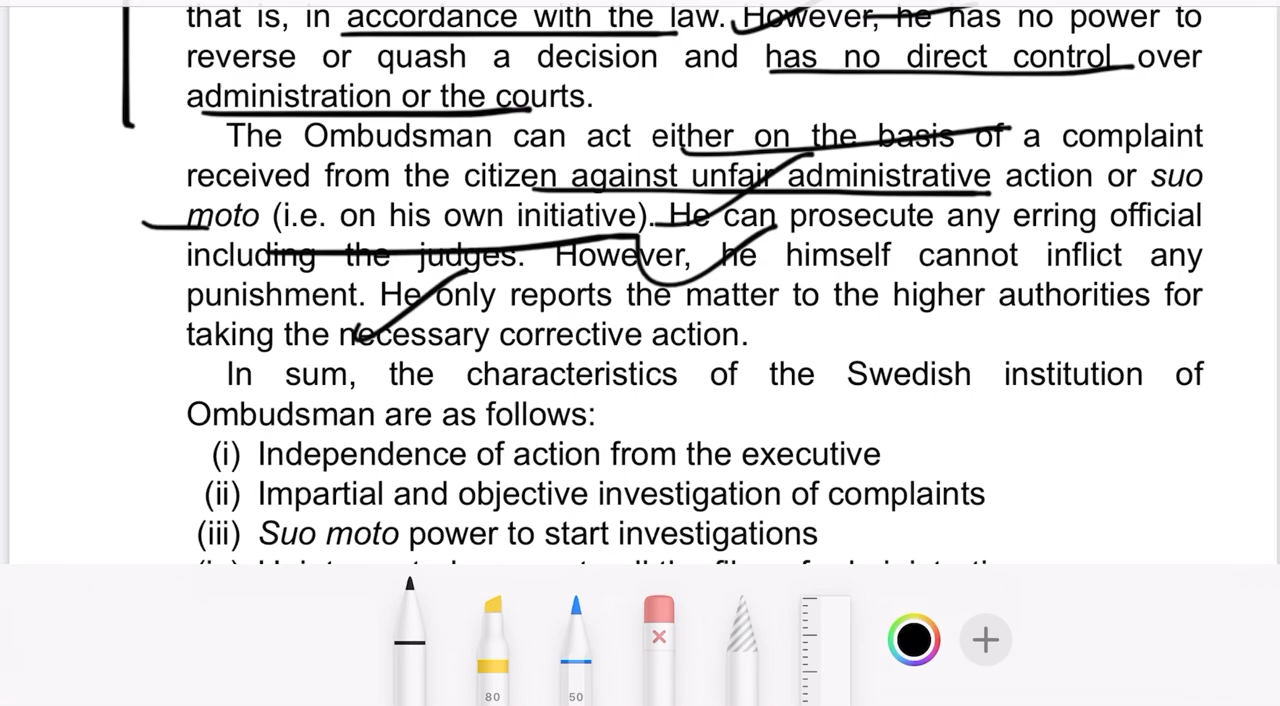 that is, in accordance with the law. However, he has no power to
reverse or quash a decision and has no direct control over
administration or the courts.
The Ombudsman can act either on the basis of a complaint
received from the citizen against unfair administrative action or suo
moto (i.e. on his own initiative). He can prosecute any erring official
including the judges. However, he himself cannot inflict any
punishment. He only reports the matter to the higher authorities for
taking the necessary corrective action.
In sum, the characteristics of the Swedish institution of
Ombudsman are as follows:
(i) Independence of action from the executive
(ii) Impartial and objective investigation of complaints
(iii) Suo moto power to start investigations
80 50